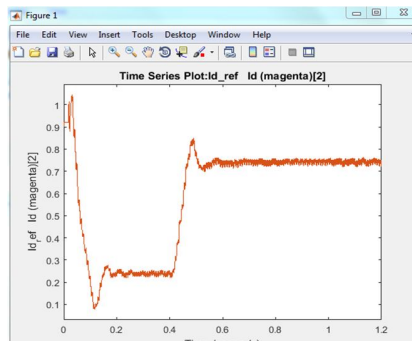 Figure 1
File Edit View Insert Tools Desktop Window Help
Time Series Plot:Id_ref Id (magenta)[2]
Id_ref Id (magenta)[2]
1
0.9
0.8
0.7
0.6
0.5
0.4
0.3
0.2
0.1
0 0.2 0.4 0.6 0.8 1 1.2